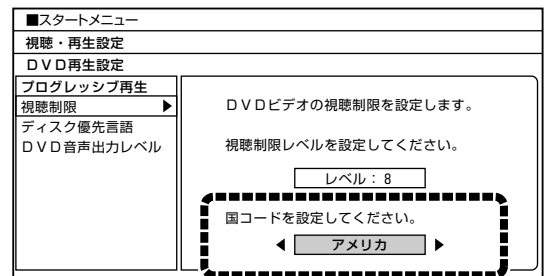 ■スタートメニュー
視聴・再生設定
ＤＶＤ再生設定
プログレッシブ再生
視聴制限
ディスク優先言語
ＤＶＤ音声出力レベル
ＤＶＤビデオの視聴制限を設定します。
視聴制限レベルを設定してください。
レベル：８
国コードを設定してください。
アメリカ